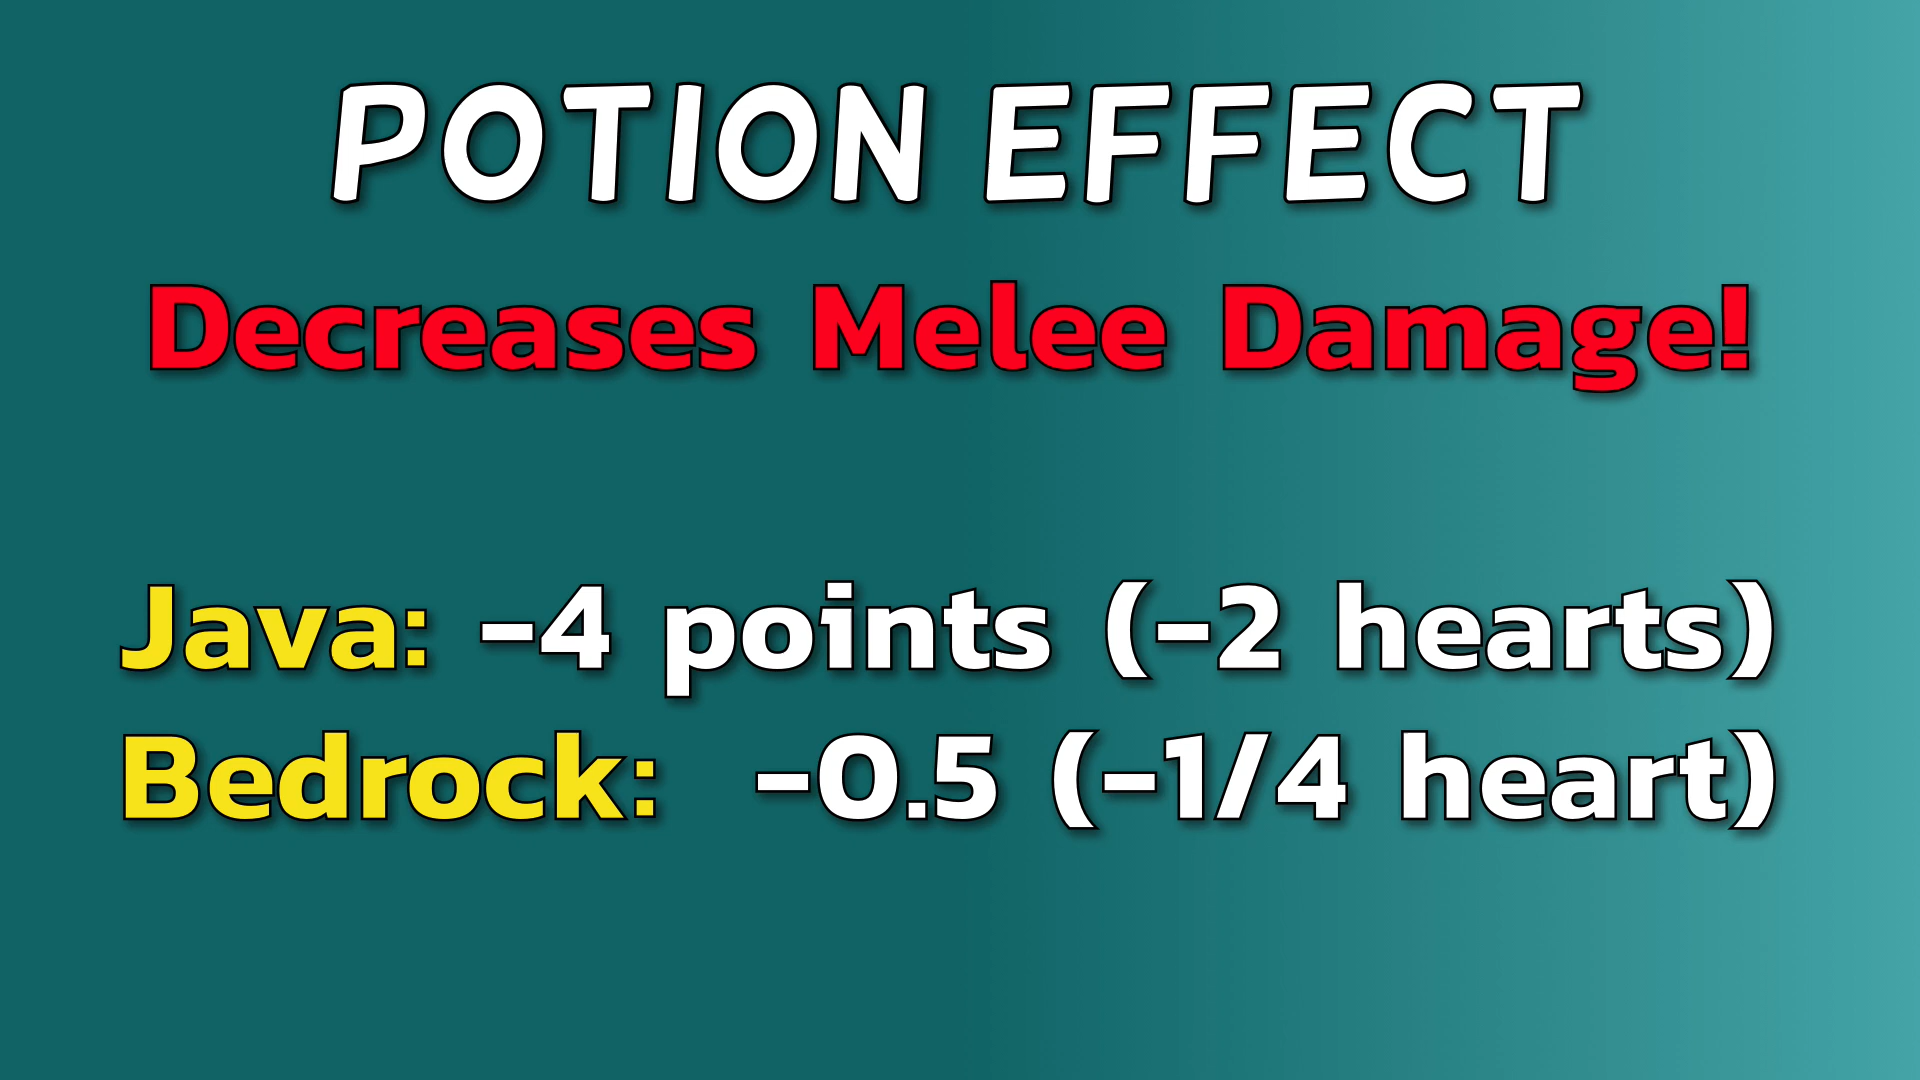 POTION EFFECT
Decreases Melee Damage!
Java: -4 points (-2 hearts)
Bedrock: -0.5 (-1/4 heart)